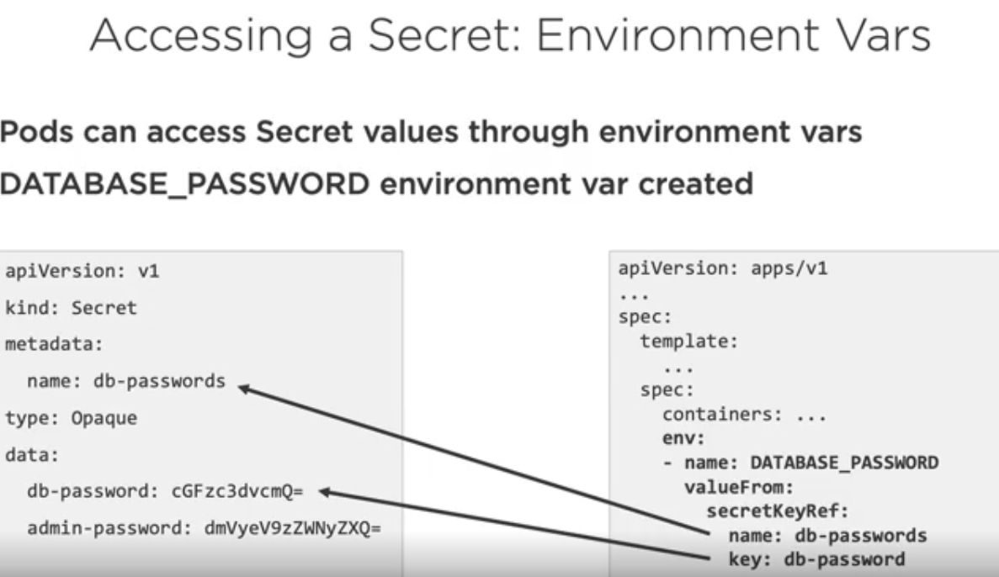 Accessing a Secret: Environment Vars
Pods can access Secret values through environment vars
DATABASE_PASSWORD environment var created
apiVersion: v1
kind: Secret
metadata:
name: db-passwords
type: Opaque
data:
db-password: cGFzc3dvcmQ=
admin-password: dmVyeV9zZWNyZXQ=
apiVersion: apps/v1
...
spec:
template:
...
spec:
containers: ...
env:
- name: DATABASE_PASSWORD
valueFrom:
secretKeyRef:
name: db-passwords
key: db-password